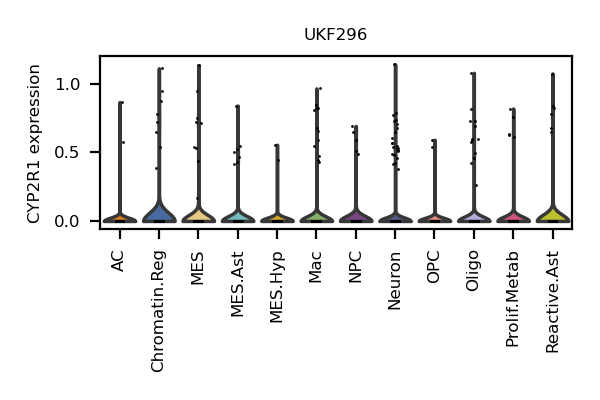 UKF296
CYP2R1 expression
1.0
0.5
0.0
AC
Chromatin.Reg
MES
MES.Ast
MES.Hyp
Mac
NPC
Neuron
OPC
Oligo
Prolif.Metab
Reactive.Ast